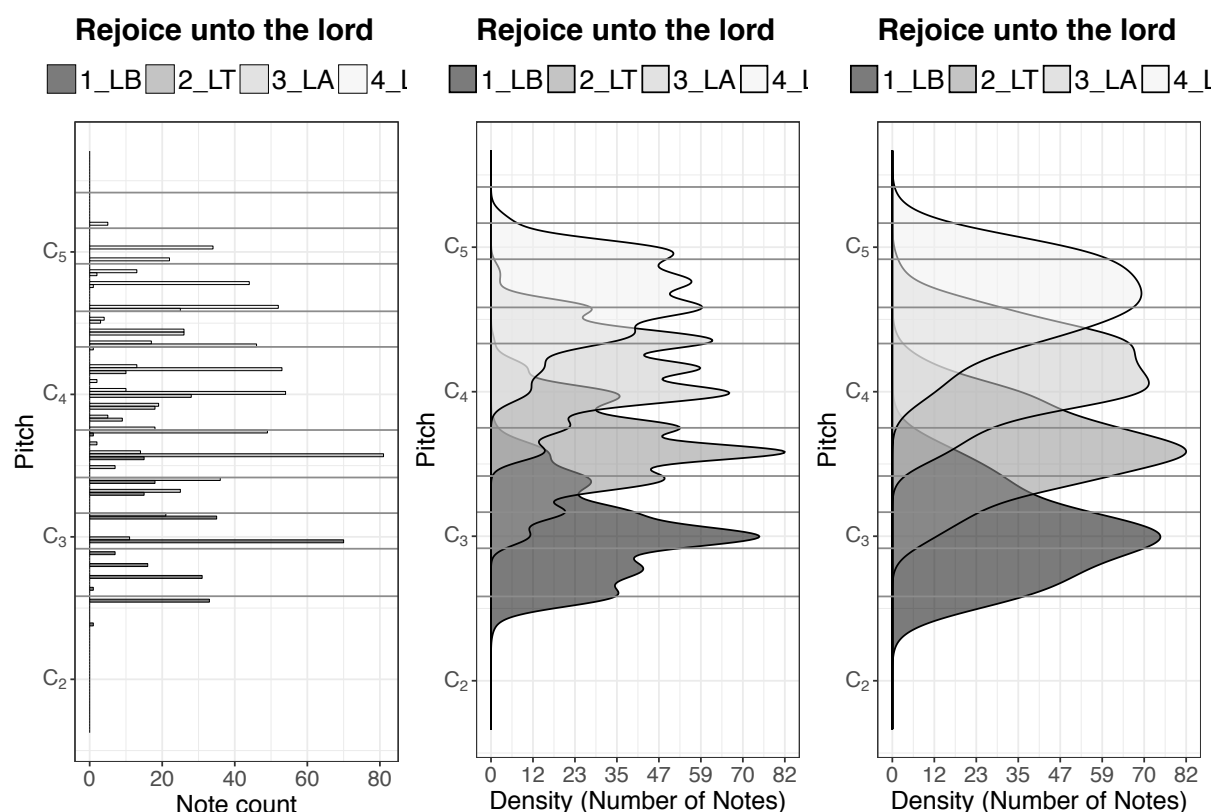 Rejoice unto the lord
1_LB 2_LT 3_LA 4_L
C5
C4
C3
C2
Pitch
0 20 40 60 80
Note count
Rejoice unto the lord
1_LB 2_LT 3_LA 4_L
C5
C4
C3
C2
Pitch
0 12 23 35 47 59 70 82
Density (Number of Notes)
Rejoice unto the lord
1_LB 2_LT 3_LA 4_L
C5
C4
C3
C2
Pitch
0 12 23 35 47 59 70 82
Density (Number of Notes)